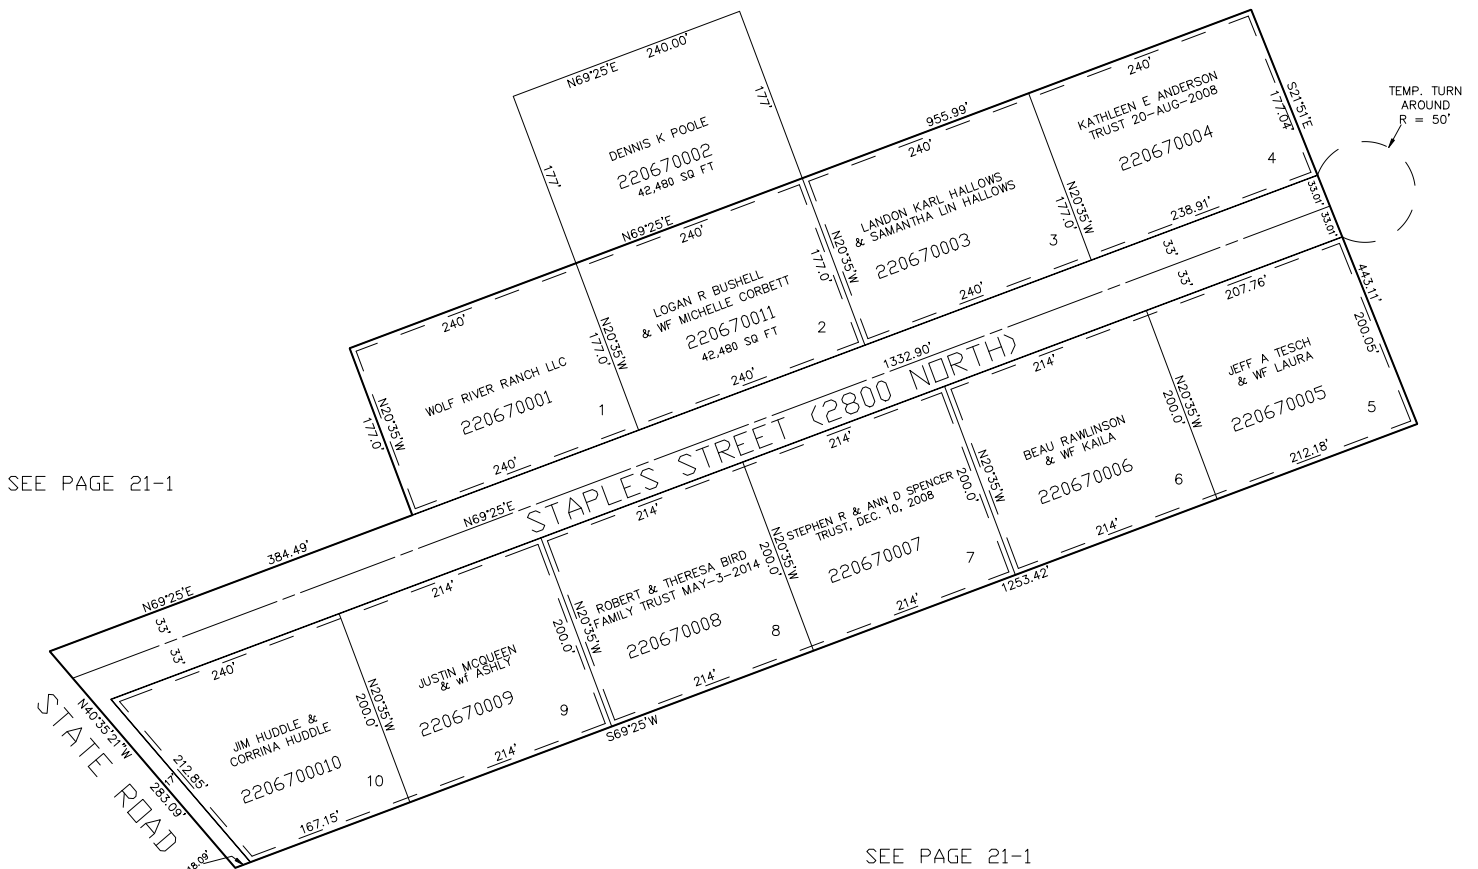 N69°25'E
240.00'
177'
177'
DENNIS K POOLE
220670002
42,480 SQ FT
240'
955.99'
KATHLEEN E ANDERSON
TRUST 20-AUG-2008
220670004
4
S21°51'E
177.04'
TEMP. TURN
AROUND
R = 50'
240'
LANDON KARL HALLOWS
& SAMANTHA LIN HALLOWS
220670003
3
N20°35'W
177.0'
238.91'
33.01'
33.01'
N69°25'E
240'
LOGAN R BUSHELL
& WF MICHELLE CORBETT
220670011
42,480 SQ FT
2
N20°35'W
177.0'
240'
33'
33'
207.76'
443.11'
200.05'
240'
WOLF RIVER RANCH LLC
220670001
1
N20°35'W
177.0'
240'
N20°35'W
177.0'
240'
1332.90'
STAPLES STREET (2800 NORTH)
214'
JEFF A TESCH
& WF LAURA
220670005
5
212.18'
N20°35'W
200.0'
BEAU RAWLINSON
& WF KAILA
220670006
6
214'
SEE PAGE 21-1
N69°25'E
384.49'
N69°25'E
214'
STEPHEN R & ANN D SPENCER
TRUST, DEC. 10, 2008
220670007
7
N20°35'W
200.0'
214'
1253.42'
214'
ROBERT & THERESA BIRD
FAMILY TRUST MAY-3-2014
220670008
8
N20°35'W
200.0'
214'
33'
33'
214'
JUSTIN MCQUEEN
& wf ASHLY
220670009
9
N20°35'W
200.0'
214'
S69°25'W
240'
JIM HUDDLE &
CORRINA HUDDLE
2206700010
10
N20°35'W
200.0'
167.15'
N40°35'21"W
212.85'
17'
283.09'
18.09'
STATE ROAD
SEE PAGE 21-1